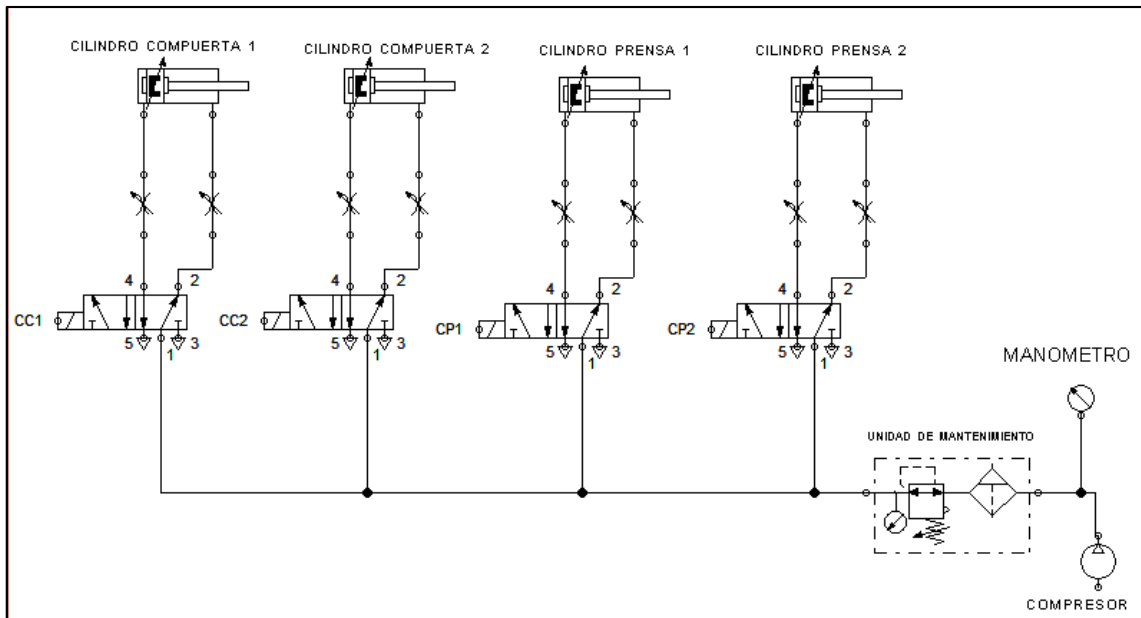 CILINDRO COMPUERTA 1
CILINDRO COMPUERTA 2
CILINDRO PRENSA 1
CILINDRO PRENSA 2
4 2
4 2
4 2
4 2
CC1
CC2
CP1
CP2
5 1 3
5 1 3
5 1 3
5 1 3
MANOMETRO
UNIDAD DE MANTENIMIENTO
COMPRESOR